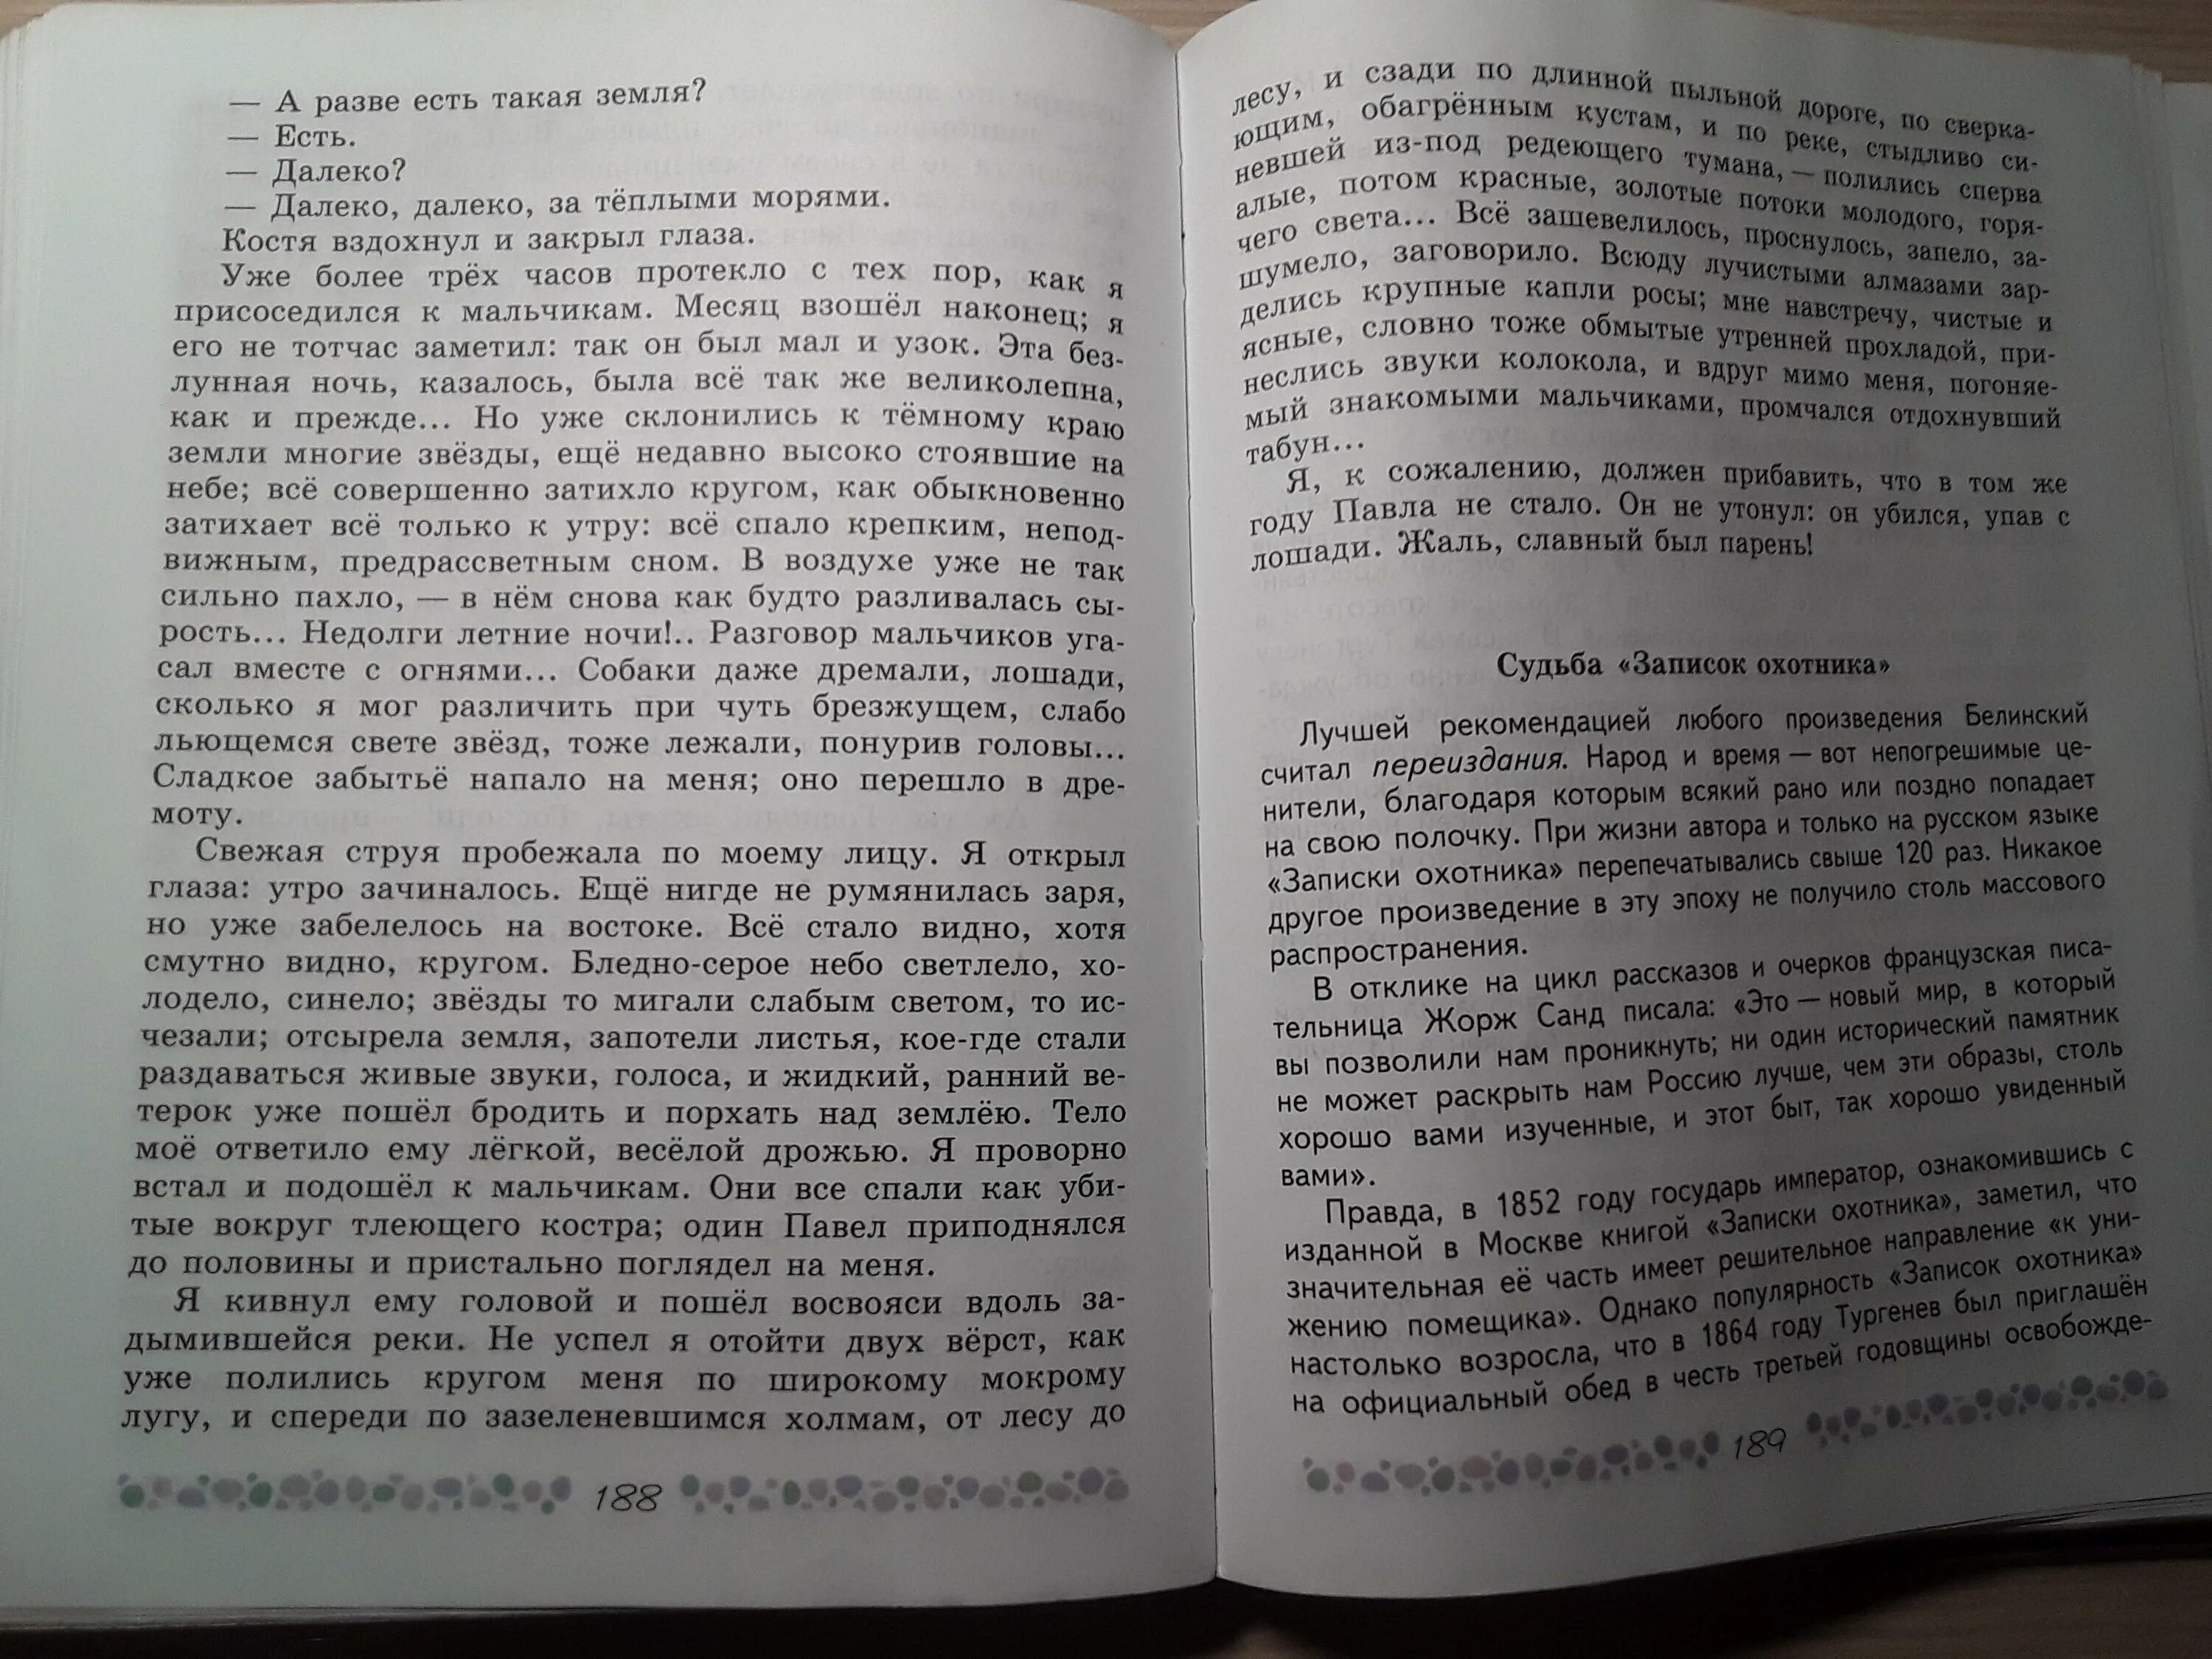 — А разве есть такая земля?
— Есть.
— Далеко?
— Далеко, далеко, за тёплыми морями.
Костя вздохнул и закрыл глаза.
Уже более трёх часов протекло с тех пор, как я
присоседился к мальчикам. Месяц взошёл наконец; я
его не тотчас заметил: так он был мал и узок. Эта без-
лунная ночь, казалось, была всё так же великолепна,
как и прежде... Но уже склонились к тёмному краю
земли многие звёзды, ещё недавно высоко стоявшие на
небе; всё совершенно затихло кругом, как обыкновенно
затихает всё только к утру: всё спало крепким, непод-
вижным, предрассветным сном. В воздухе уже не так
сильно пахло, — в нём снова как будто разливалась сы-
рость... Недолги летние ночи!.. Разговор мальчиков уга-
сал вместе с огнями... Собаки даже дремали, лошади,
сколько я мог различить при чуть брезжущем, слабо
льющемся свете звёзд, тоже лежали, понурив головы...
Сладкое забытьё напало на меня; оно перешло в дре-
моту.
Свежая струя пробежала по моему лицу. Я открыл
глаза: утро зачиналось. Ещё нигде не румянилась заря,
но уже забелелось на востоке. Всё стало видно, хотя
смутно видно, кругом. Бледно-серое небо светлело, хо-
лодело, синело; звёзды то мигали слабым светом, то ис-
чезали; отсырела земля, запотели листья, кое-где стали
раздаваться живые звуки, голоса, и жидкий, ранний ве-
терок уже пошёл бродить и порхать над землёю. Тело
моё ответило ему лёгкой, весёлой дрожью. Я проворно
встал и подошёл к мальчикам. Они все спали как уби-
тые вокруг тлеющего костра; один Павел приподнялся
до половины и пристально поглядел на меня.
Я кивнул ему головой и пошёл восвояси вдоль за-
дымившейся реки. Не успел я отойти двух вёрст, как
уже полились кругом меня по широкому мокрому
лугу, и спереди по зазеленевшимся холмам, от лесу до
188
лесу, и сзади по длинной пыльной дороге, по сверка-
ющим, обагрённым кустам, и по реке, стыдливо си-
невшей из-под редеющего тумана, — полились сперва
алые, потом красные, золотые потоки молодого, горя-
чего света... Всё зашевелилось, проснулось, запело, за-
шумело, заговорило. Всюду лучистыми алмазами зар-
делись крупные капли росы; мне навстречу, чистые и
ясные, словно тоже обмытые утренней прохладой, при-
неслись звуки колокола, и вдруг мимо меня, погоняе-
мый знакомыми мальчиками, промчался отдохнувший
табун...
Я, к сожалению, должен прибавить, что в том же
году Павла не стало. Он не утонул: он убился, упав с
лошади. Жаль, славный был парень!
Судьба «Записок охотника»
Лучшей рекомендацией любого произведения Белинский
считал переиздания. Народ и время — вот непогрешимые це-
нители, благодаря которым всякий рано или поздно попадает
на свою полочку. При жизни автора и только на русском языке
«Записки охотника» перепечатывались свыше 120 раз. Никакое
другое произведение в эту эпоху не получило столь массового
распространения.
В отклике на цикл рассказов и очерков французская писа-
тельница Жорж Санд писала: «Это — новый мир, в который
вы позволили нам проникнуть; ни один исторический памятник
не может раскрыть нам Россию лучше, чем эти образы, столь
хорошо вами изученные, и этот быт, так хорошо увиденный
вами».
Правда, в 1852 году государь император, ознакомившись с
изданной в Москве книгой «Записки охотника», заметил, что
значительная её часть имеет решительное направление «к уни-
жению помещика». Однако популярность «Записок охотника»
настолько возросла, что в 1864 году Тургенев был приглашён
на официальный обед в честь третьей годовщины освобожде-
189